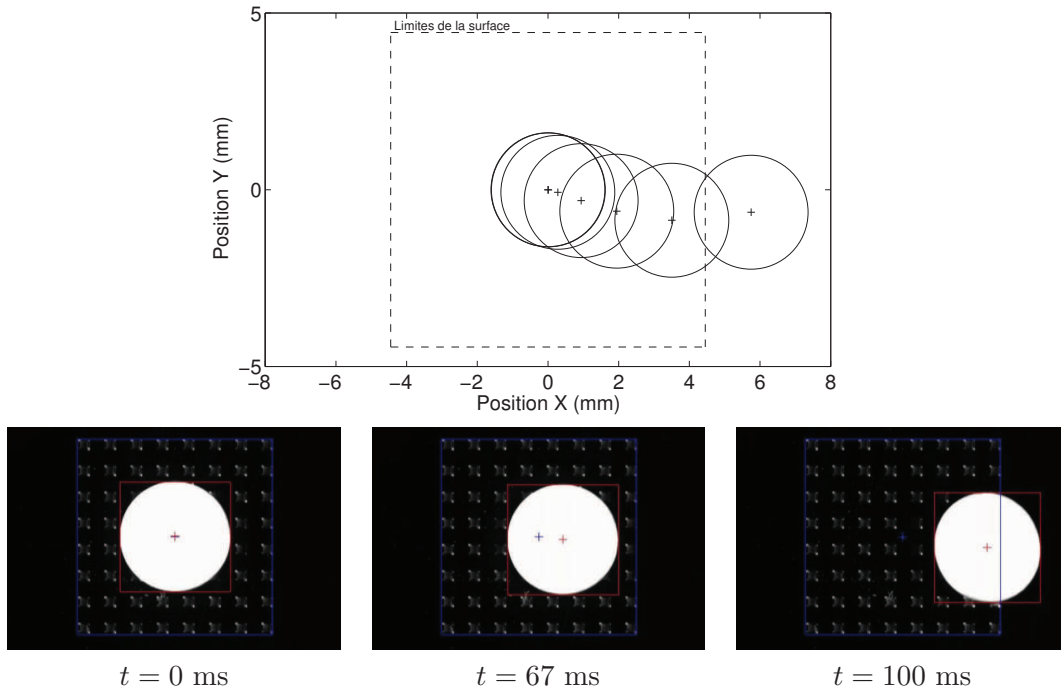 Limites de la surface
5
0
−5
Position Y (mm)
−8 −6 −4 −2 0 2 4 6 8
Position X (mm)
t = 0 ms
t = 67 ms
t = 100 ms